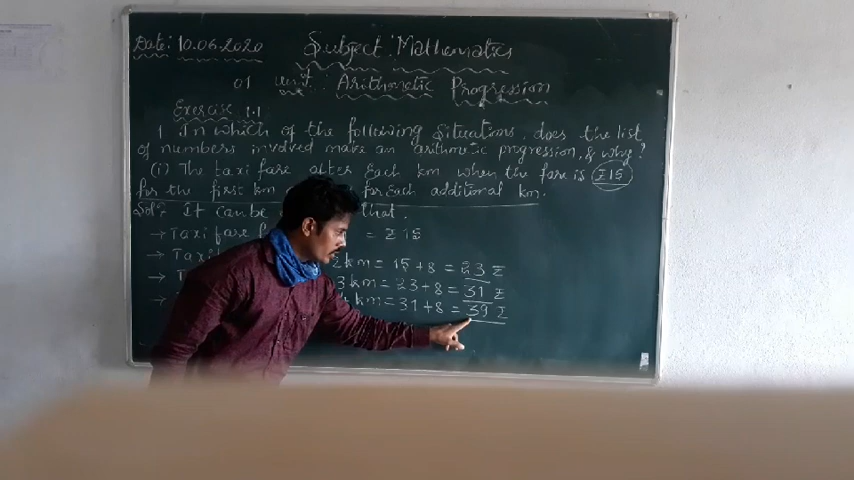 Date: 10.06.2020 Subject: Mathematics
01 Unit: Arithmetic Progression
Exercise 1.1
1. In which of the following situations, does the list
of numbers involved make an arithmetic progression, & why?
(i) The taxi fare after Each km when the fare is ₹15
for the first km for Each additional km.
Solⁿ: It can be that.
→ Taxi fare = ₹15
→ Taxi 2 km = 15+8 = 23 ₹
→ 3 km = 23+8 = 31 ₹
→ km = 31+8 = 39 ₹